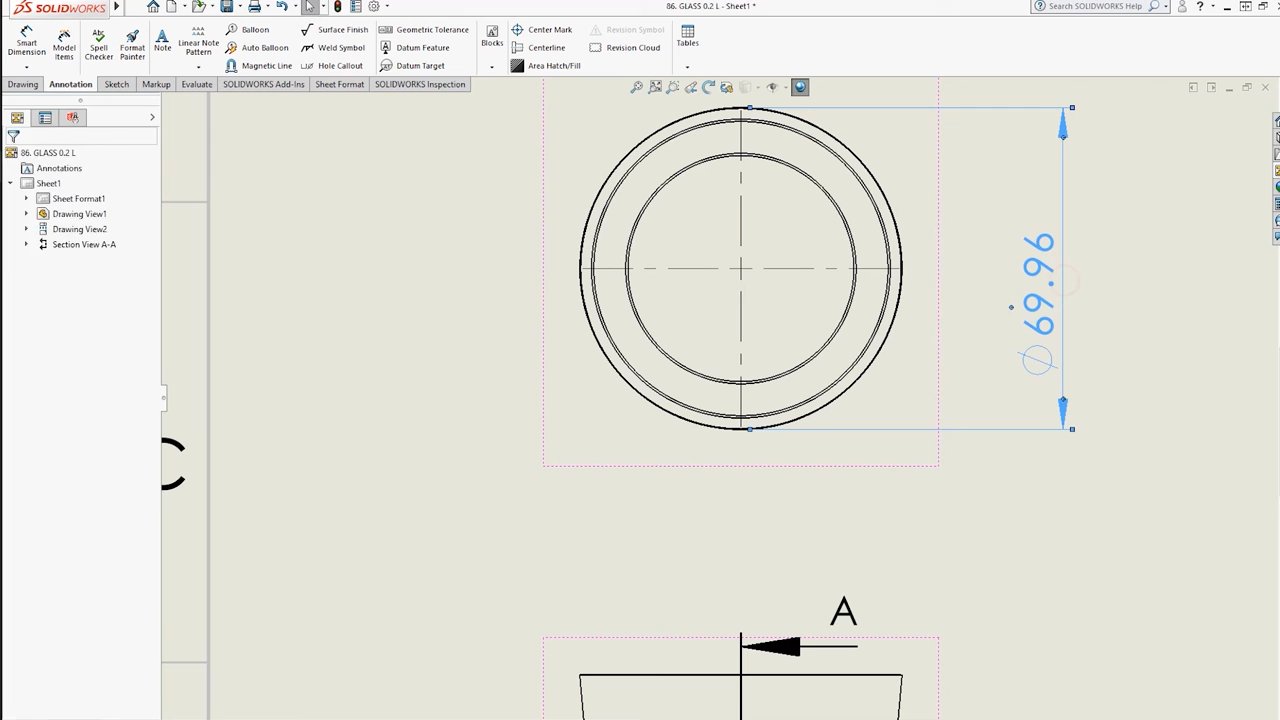 SOLIDWORKS
86. GLASS 0.2 L - Sheet1 *
Search SOLIDWORKS Help
Smart Dimension
Model Items
Spell Checker
Format Painter
Note
Linear Note Pattern
Balloon
Auto Balloon
Magnetic Line
Surface Finish
Weld Symbol
Hole Callout
Geometric Tolerance
Datum Feature
Datum Target
Blocks
Center Mark
Centerline
Area Hatch/Fill
Revision Symbol
Revision Cloud
Tables
Drawing
Annotation
Sketch
Markup
Evaluate
SOLIDWORKS Add-Ins
Sheet Format
SOLIDWORKS Inspection
86. GLASS 0.2 L
Annotations
Sheet1
Sheet Format1
Drawing View1
Drawing View2
Section View A-A
∅ 69.96
C
A